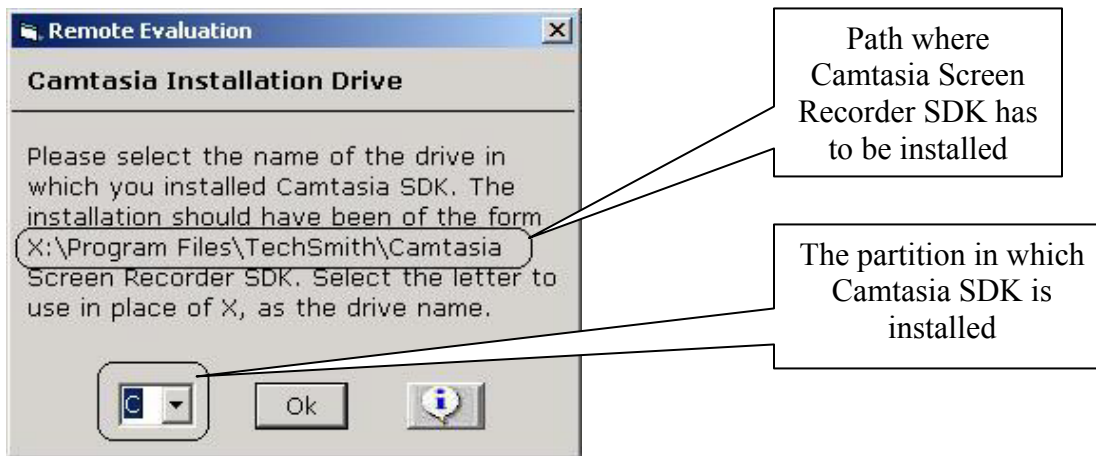 Remote Evaluation
Camtasia Installation Drive
Please select the name of the drive in
which you installed Camtasia SDK. The
installation should have been of the form
X:\Program Files\TechSmith\Camtasia
Screen Recorder SDK. Select the letter to
use in place of X, as the drive name.
C
Ok
Path where
Camtasia Screen
Recorder SDK has
to be installed
The partition in which
Camtasia SDK is
installed